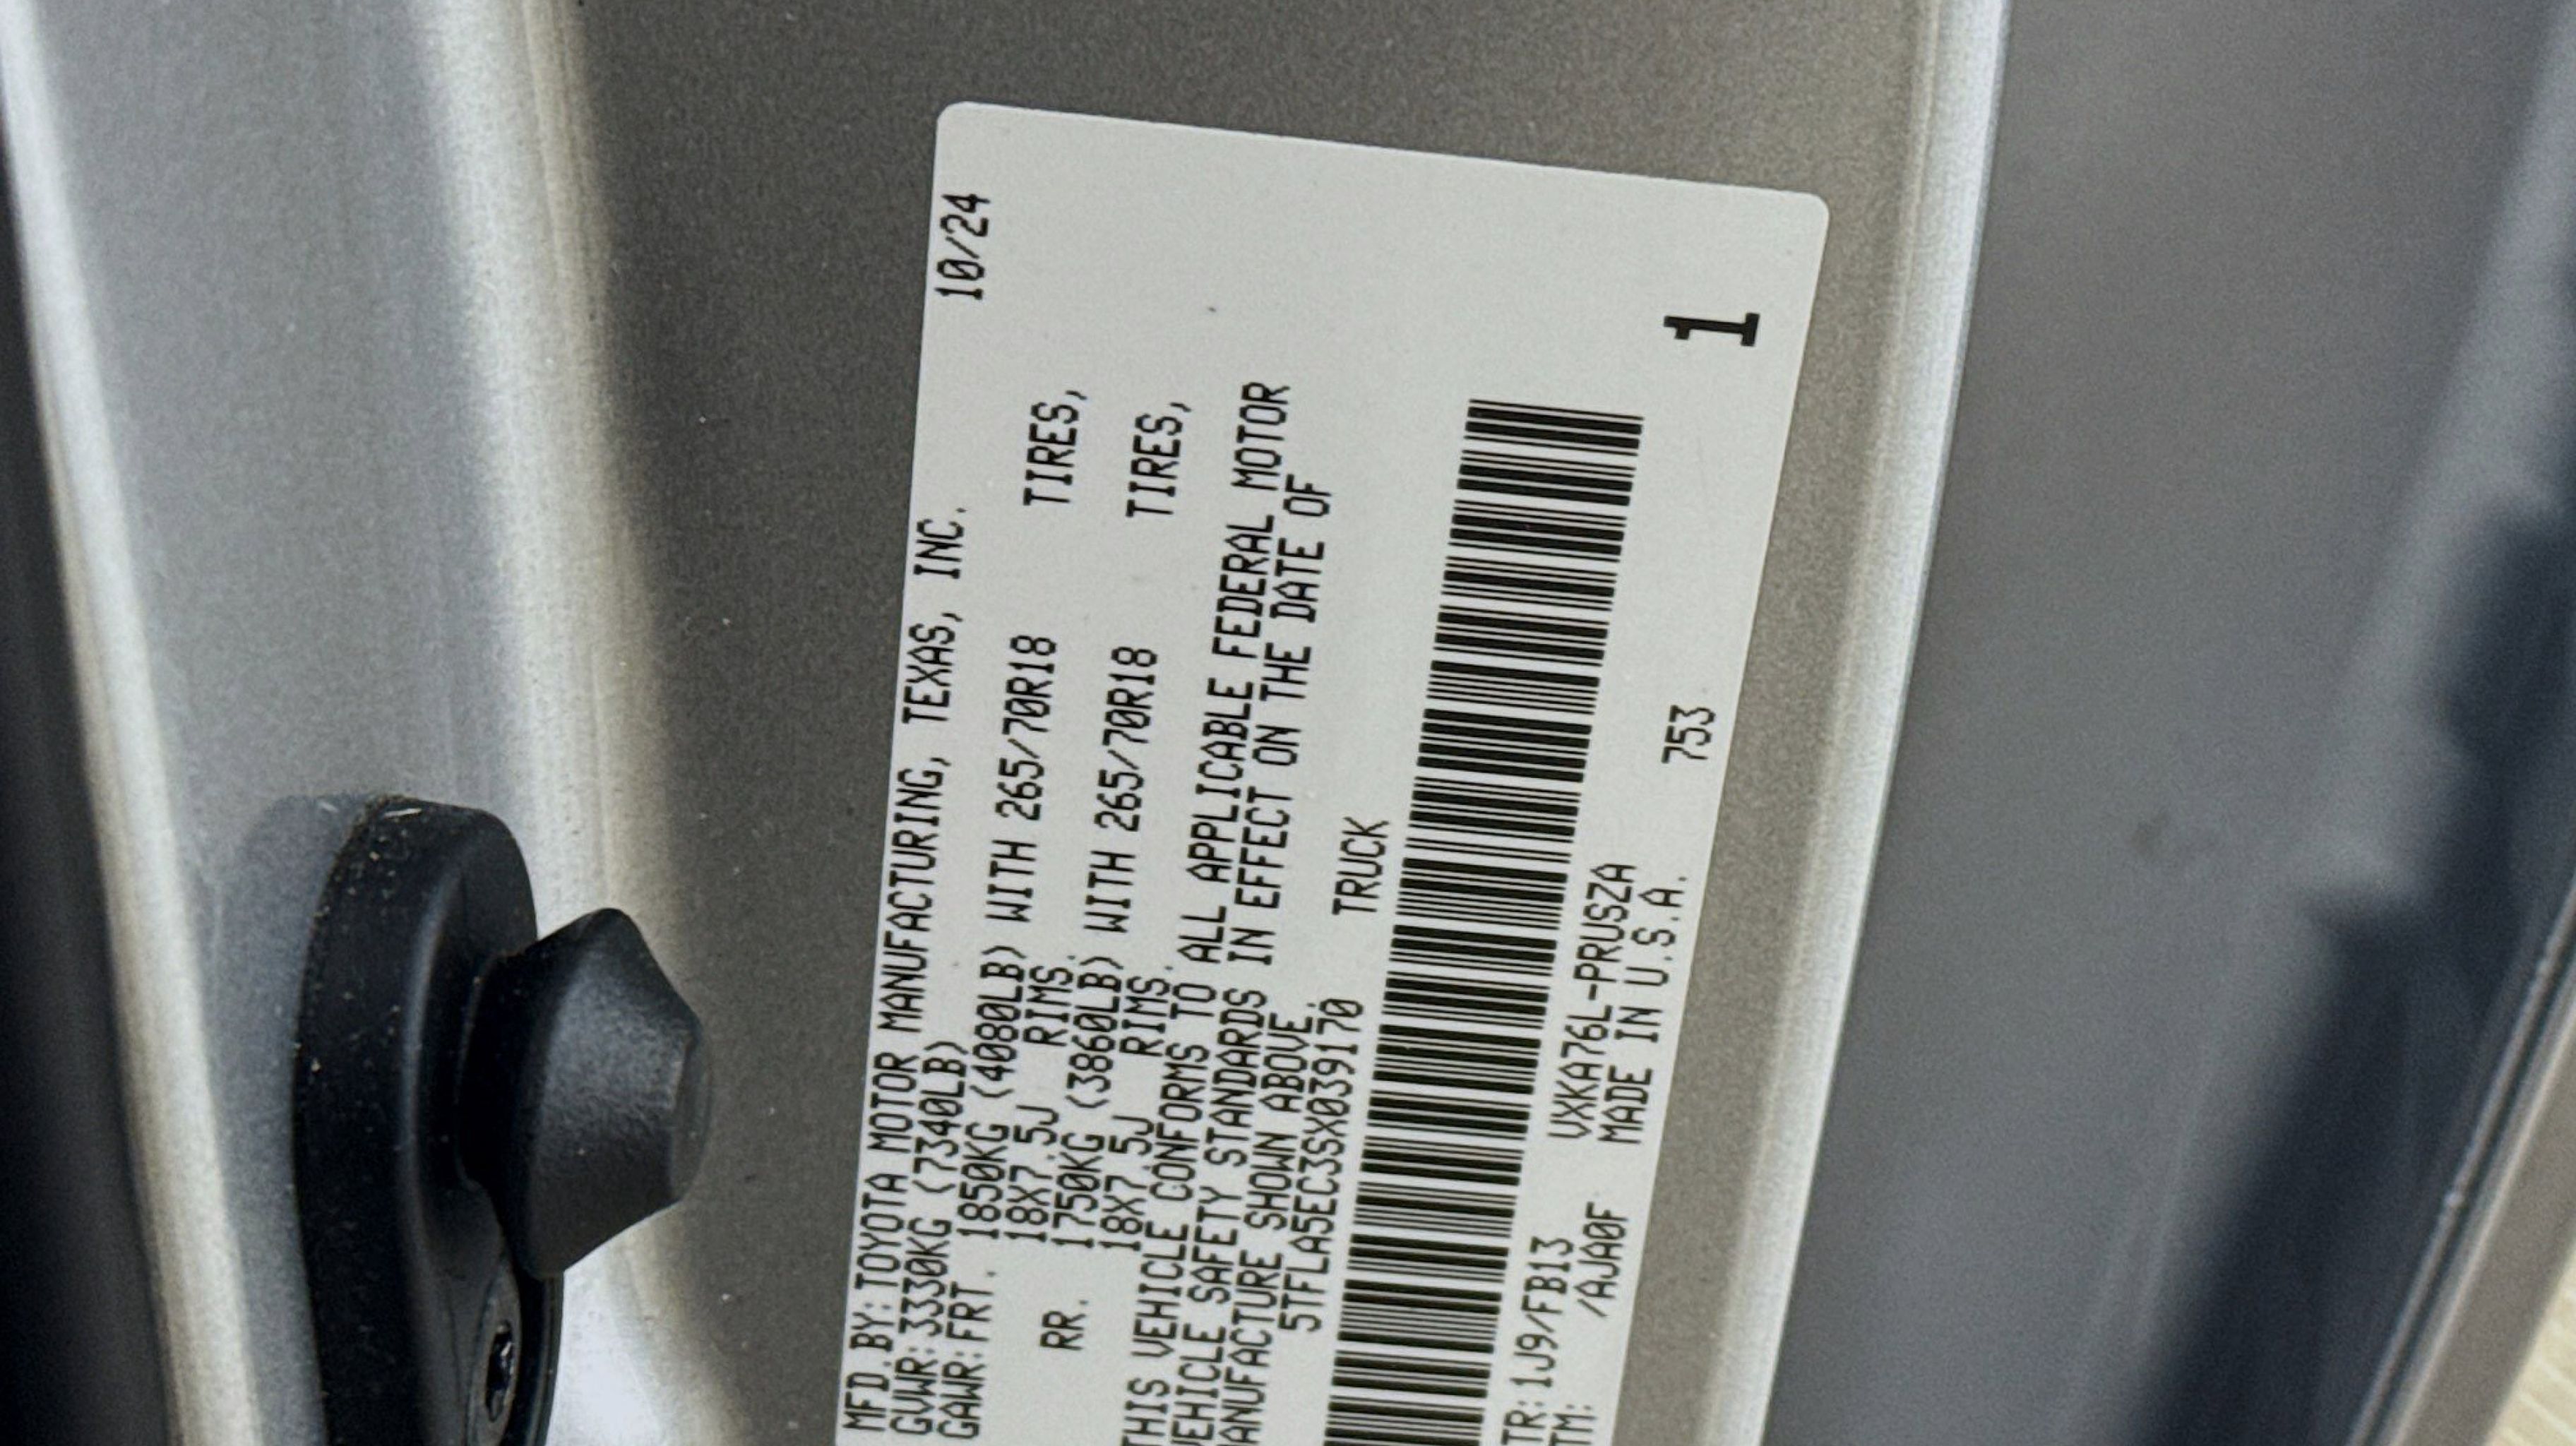 MFD.BY:TOYOTA MOTOR MANUFACTURING, TEXAS, INC. 10/24
GVWR:3330KG (7340LB)
GAWR:FRT. 1850KG (4080LB) WITH 265/70R18 TIRES,
18X7.5J RIMS.
RR. 1750KG (3860LB) WITH 265/70R18 TIRES,
18X7.5J RIMS.
THIS VEHICLE CONFORMS TO ALL APPLICABLE FEDERAL MOTOR
VEHICLE SAFETY STANDARDS IN EFFECT ON THE DATE OF
MANUFACTURE SHOWN ABOVE.
5TFLA5EC3SX039170 TRUCK
TR:1J9/FB13 VXKA76L-PRUSZA
TM: /AJA0F MADE IN U.S.A. 753
1